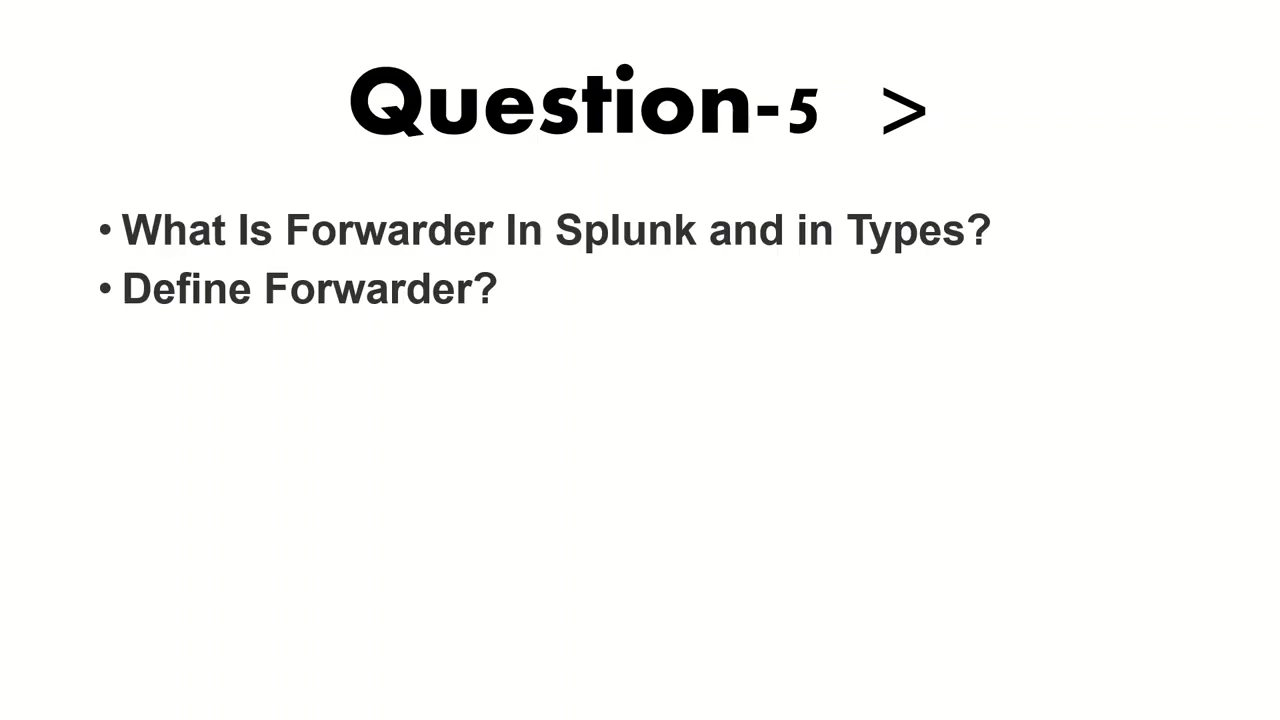 Question-5 >
• What Is Forwarder In Splunk and in Types?
• Define Forwarder?